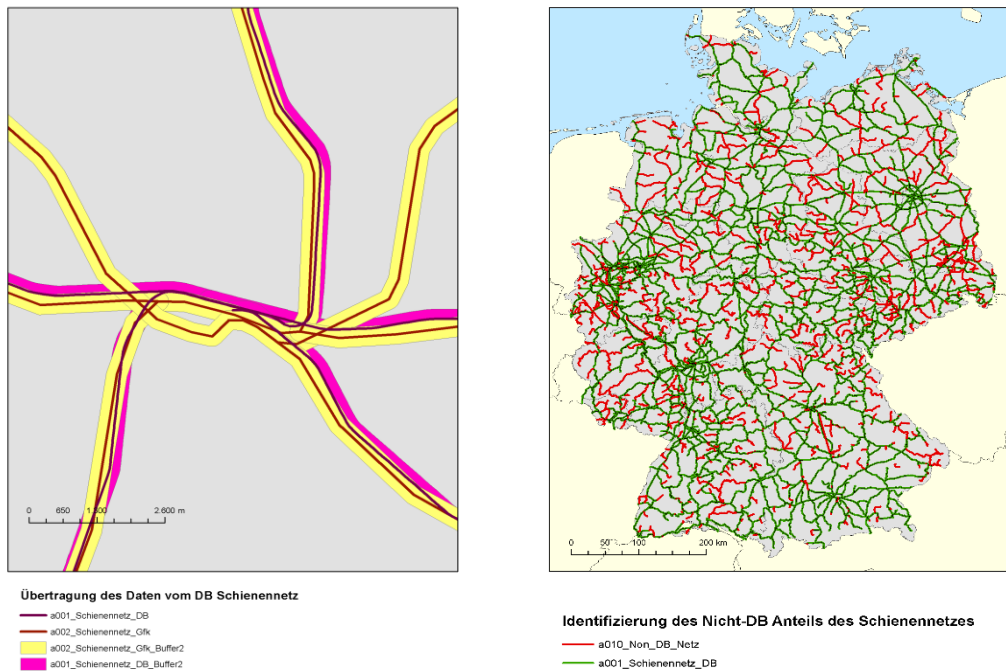 0 650 1.300 2.600 m
Übertragung des Daten vom DB Schienennetz
a001_Schienennetz_DB
a002_Schienennetz_Gfk
a002_Schienennetz_Gfk_Buffer2
a001_Schienennetz_DB_Buffer2
0 50 100 200 km
Identifizierung des Nicht-DB Anteils des Schienennetzes
a010_Non_DB_Netz
a001_Schienennetz_DB